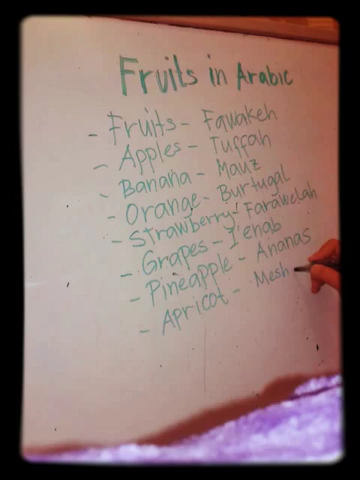 Fruits in Arabic
- Fruits - Fawakeh
- Apples - Tuffah
- Banana - Mauz
- Orange - Burtugal
- Strawberry - Farawelah
- Grapes - I'enab
- Pineapple - Ananas
- Apricot - Mesh